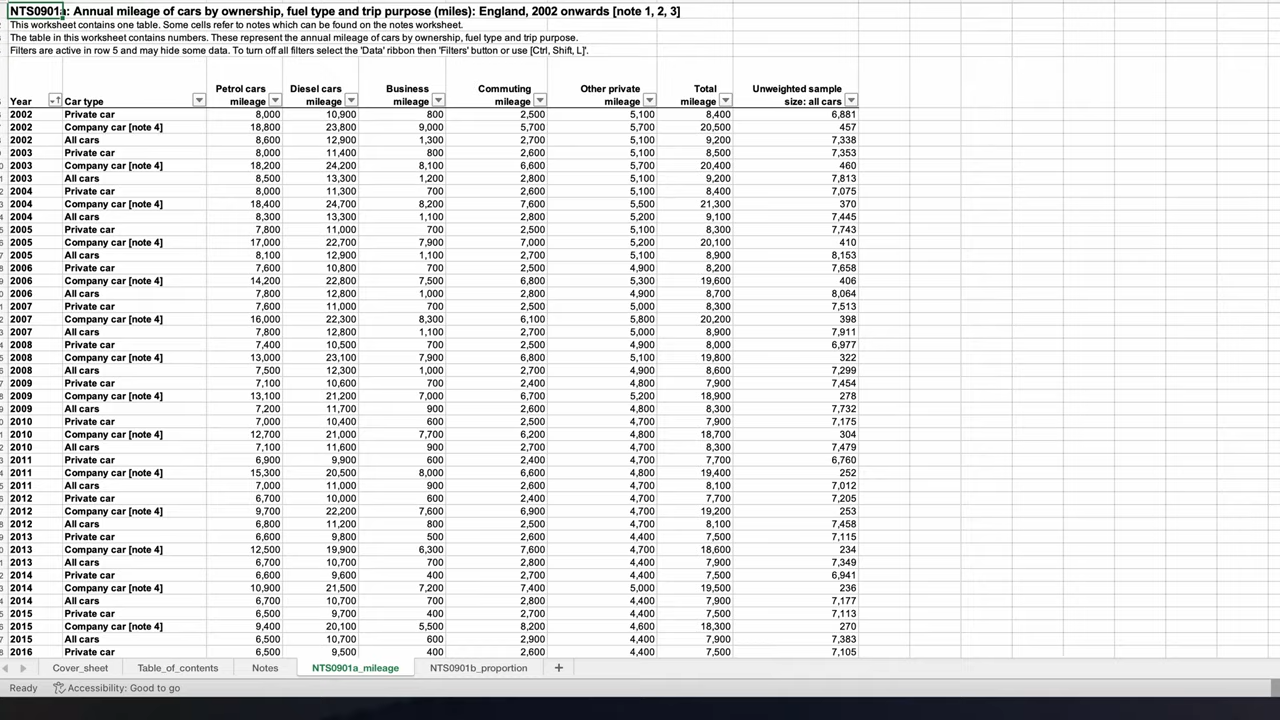 NTS0901a: Annual mileage of cars by ownership, fuel type and trip purpose (miles): England, 2002 onwards [note 1, 2, 3]
This worksheet contains one table. Some cells refer to notes which can be found on the notes worksheet.
The table in this worksheet contains numbers. These represent the annual mileage of cars by ownership, fuel type and trip purpose.
Filters are active in row 5 and may hide some data. To turn off all filters select the 'Data' ribbon then 'Filters' button or use [Ctrl, Shift, L]'.
Petrol cars Diesel cars Business Commuting Other private Total Unweighted sample
Year Car type mileage mileage mileage mileage mileage mileage size: all cars
2002 Private car 8,000 10,900 800 2,500 5,100 8,400 6,881
2002 Company car [note 4] 18,800 23,800 9,000 5,700 5,700 20,500 457
2002 All cars 8,600 12,900 1,300 2,700 5,100 9,200 7,338
2003 Private car 8,000 11,400 800 2,600 5,100 8,500 7,353
2003 Company car [note 4] 18,200 24,200 8,100 6,600 5,700 20,400 460
2003 All cars 8,500 13,300 1,200 2,800 5,100 9,200 7,813
2004 Private car 8,000 11,300 700 2,600 5,100 8,400 7,075
2004 Company car [note 4] 18,400 24,700 8,200 7,600 5,500 21,300 370
2004 All cars 8,300 13,300 1,100 2,800 5,200 9,100 7,445
2005 Private car 7,800 11,000 700 2,500 5,100 8,300 7,743
2005 Company car [note 4] 17,000 22,700 7,900 7,000 5,200 20,100 410
2005 All cars 8,100 12,900 1,100 2,700 5,100 8,900 8,153
2006 Private car 7,600 10,800 700 2,500 4,900 8,200 7,658
2006 Company car [note 4] 14,200 22,800 7,500 6,800 5,300 19,600 406
2006 All cars 7,800 12,800 1,000 2,800 4,900 8,700 8,064
2007 Private car 7,600 11,000 700 2,500 5,000 8,300 7,513
2007 Company car [note 4] 16,000 22,300 8,300 6,100 5,800 20,200 398
2007 All cars 7,800 12,800 1,100 2,700 5,000 8,900 7,911
2008 Private car 7,400 10,500 700 2,500 4,900 8,000 6,977
2008 Company car [note 4] 13,000 23,100 7,900 6,800 5,100 19,800 322
2008 All cars 7,500 12,300 1,000 2,700 4,900 8,600 7,299
2009 Private car 7,100 10,600 700 2,400 4,800 7,900 7,454
2009 Company car [note 4] 13,100 21,200 7,000 6,700 5,200 18,900 278
2009 All cars 7,200 11,700 900 2,600 4,800 8,300 7,732
2010 Private car 7,000 10,400 600 2,500 4,700 7,900 7,175
2010 Company car [note 4] 12,700 21,000 7,700 6,200 4,800 18,700 304
2010 All cars 7,100 11,600 900 2,700 4,700 8,300 7,479
2011 Private car 6,900 9,900 600 2,400 4,700 7,700 6,760
2011 Company car [note 4] 15,300 20,500 8,000 6,600 4,800 19,400 252
2011 All cars 7,000 11,000 900 2,600 4,700 8,100 7,012
2012 Private car 6,700 10,000 600 2,400 4,700 7,700 7,205
2012 Company car [note 4] 9,700 22,200 7,600 6,900 4,700 19,200 253
2012 All cars 6,800 11,200 800 2,500 4,700 8,100 7,458
2013 Private car 6,600 9,800 500 2,600 4,400 7,500 7,115
2013 Company car [note 4] 12,500 19,900 6,300 7,600 4,700 18,600 234
2013 All cars 6,700 10,700 700 2,800 4,400 7,900 7,349
2014 Private car 6,600 9,600 400 2,700 4,400 7,500 6,941
2014 Company car [note 4] 10,900 21,500 7,200 7,400 5,000 19,500 236
2014 All cars 6,700 10,700 700 2,800 4,400 7,900 7,177
2015 Private car 6,500 9,700 400 2,700 4,400 7,500 7,113
2015 Company car [note 4] 9,400 20,100 5,500 8,200 4,600 18,300 270
2015 All cars 6,500 10,700 600 2,900 4,400 7,900 7,383
2016 Private car 6,500 9,500 400 2,600 4,400 7,500 7,105
Cover_sheet Table_of_contents Notes NTS0901a_mileage NTS0901b_proportion +
Ready Accessibility: Good to go